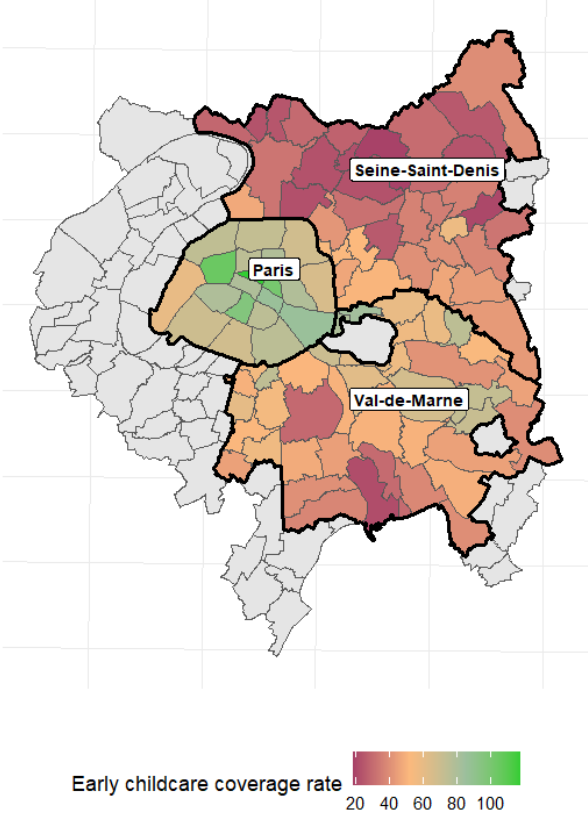 Seine-Saint-Denis
Paris
Val-de-Marne
Early childcare coverage rate
20 40 60 80 100